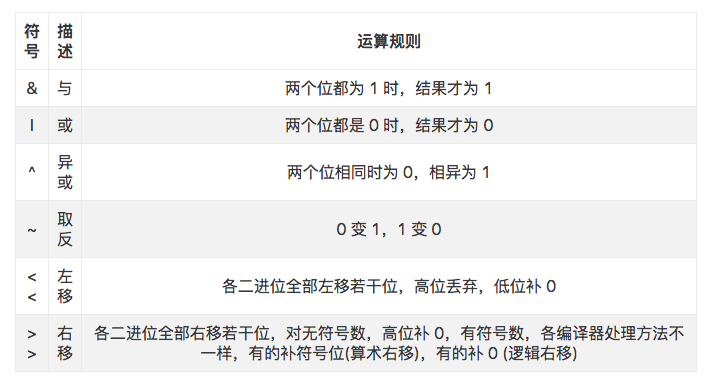 符号 描述 运算规则
& 与 两个位都为 1 时，结果才为 1
| 或 两个位都是 0 时，结果才为 0
^ 异或 两个位相同时为 0，相异为 1
~ 取反 0 变 1，1 变 0
<< 左移 各二进位全部左移若干位，高位丢弃，低位补 0
>> 右移 各二进位全部右移若干位，对无符号数，高位补 0，有符号数，各编译器处理方法不
一样，有的补符号位(算术右移)，有的补 0 (逻辑右移)